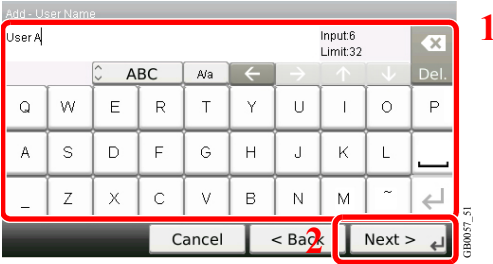 Add - User Name
User A
Input:6
Limit:32
ABC A/a ← → ↑ ↓ Del.
Q W E R T Y U I O P
A S D F G H J K L
_ Z X C V B N M ~
Cancel < Back Next >
1
2
GB0057_51